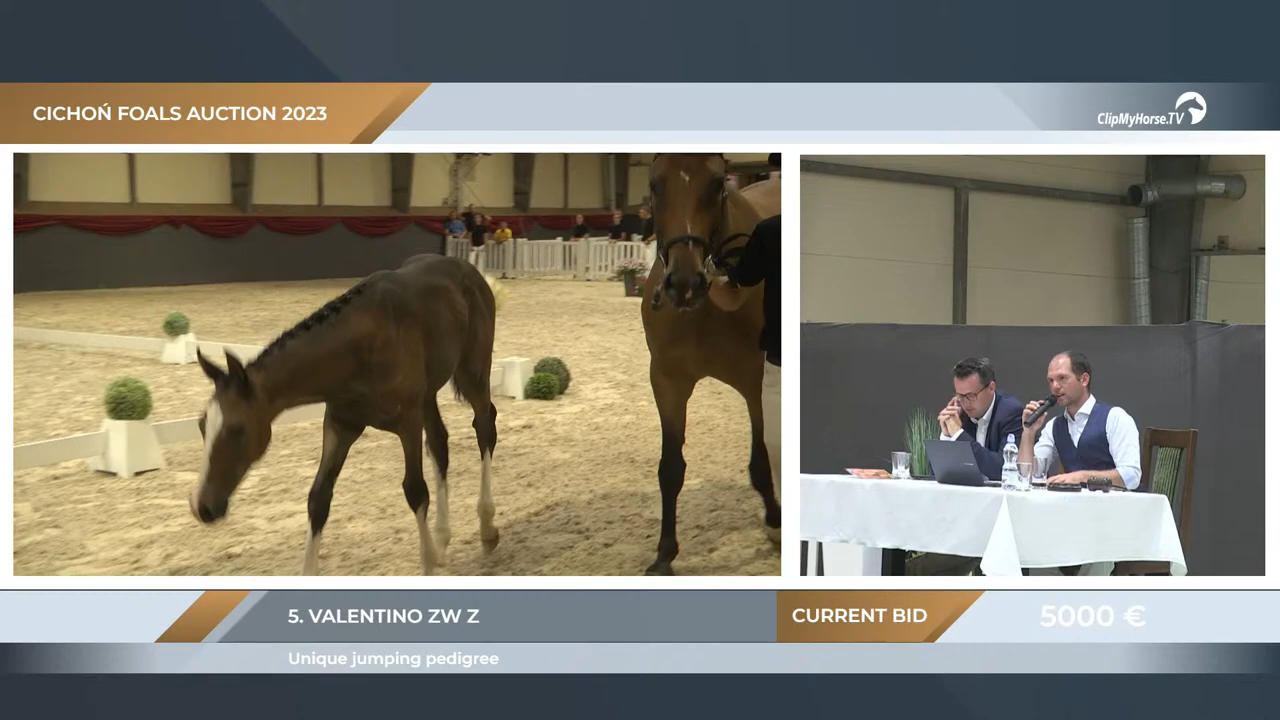 CICHOŃ FOALS AUCTION 2023
ClipMyHorse.TV
5. VALENTINO ZW Z
CURRENT BID
5000 €
Unique jumping pedigree